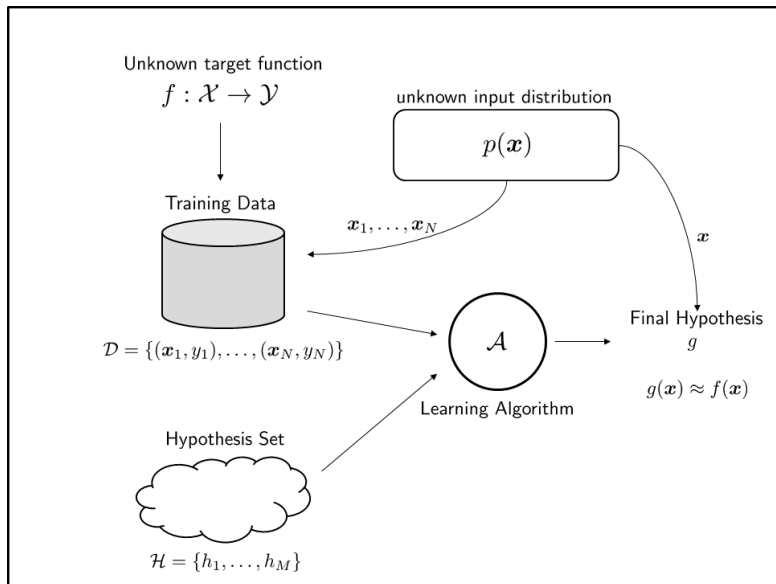 Unknown target function
f : 𝒳 → 𝒴
unknown input distribution
p(𝒙)
Training Data
𝒙₁, . . . , 𝒙_N
𝒙
𝒟 = {(𝒙₁, y₁), . . . , (𝒙_N, y_N)}
𝒜
Learning Algorithm
Final Hypothesis
g
g(𝒙) ≈ f(𝒙)
Hypothesis Set
ℋ = {h₁, . . . , h_M}